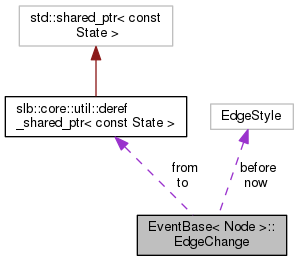 std::shared_ptr< const
State >
slb::core::util::deref
_shared_ptr< const State >
EdgeStyle
from
to
before
now
EventBase< Node >::
EdgeChange